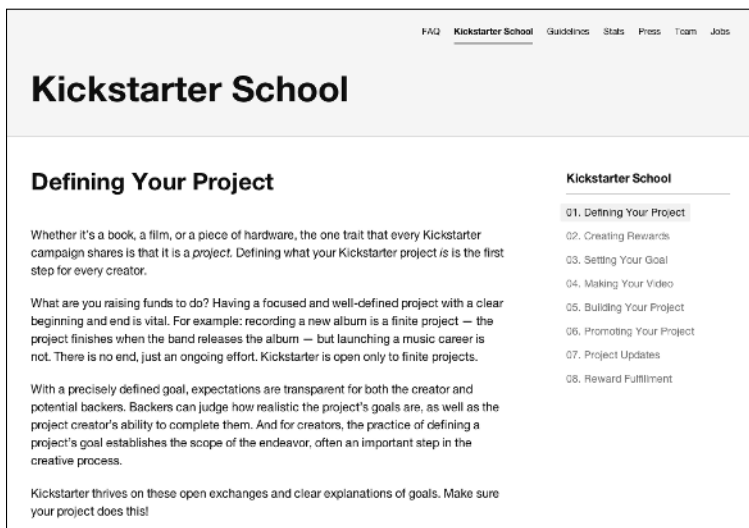 FAQ Kickstarter School Guidelines Stats Press Team Jobs
Kickstarter School
Defining Your Project
Whether it's a book, a film, or a piece of hardware, the one trait that every Kickstarter
campaign shares is that it is a project. Defining what your Kickstarter project is is the first
step for every creator.
What are you raising funds to do? Having a focused and well-defined project with a clear
beginning and end is vital. For example: recording a new album is a finite project — the
project finishes when the band releases the album — but launching a music career is
not. There is no end, just an ongoing effort. Kickstarter is open only to finite projects.
With a precisely defined goal, expectations are transparent for both the creator and
potential backers. Backers can judge how realistic the project's goals are, as well as the
project creator's ability to complete them. And for creators, the practice of defining a
project's goal establishes the scope of the endeavor, often an important step in the
creative process.
Kickstarter thrives on these open exchanges and clear explanations of goals. Make sure
your project does this!
Kickstarter School
01. Defining Your Project
02. Creating Rewards
03. Setting Your Goal
04. Making Your Video
05. Building Your Project
06. Promoting Your Project
07. Project Updates
08. Reward Fulfillment